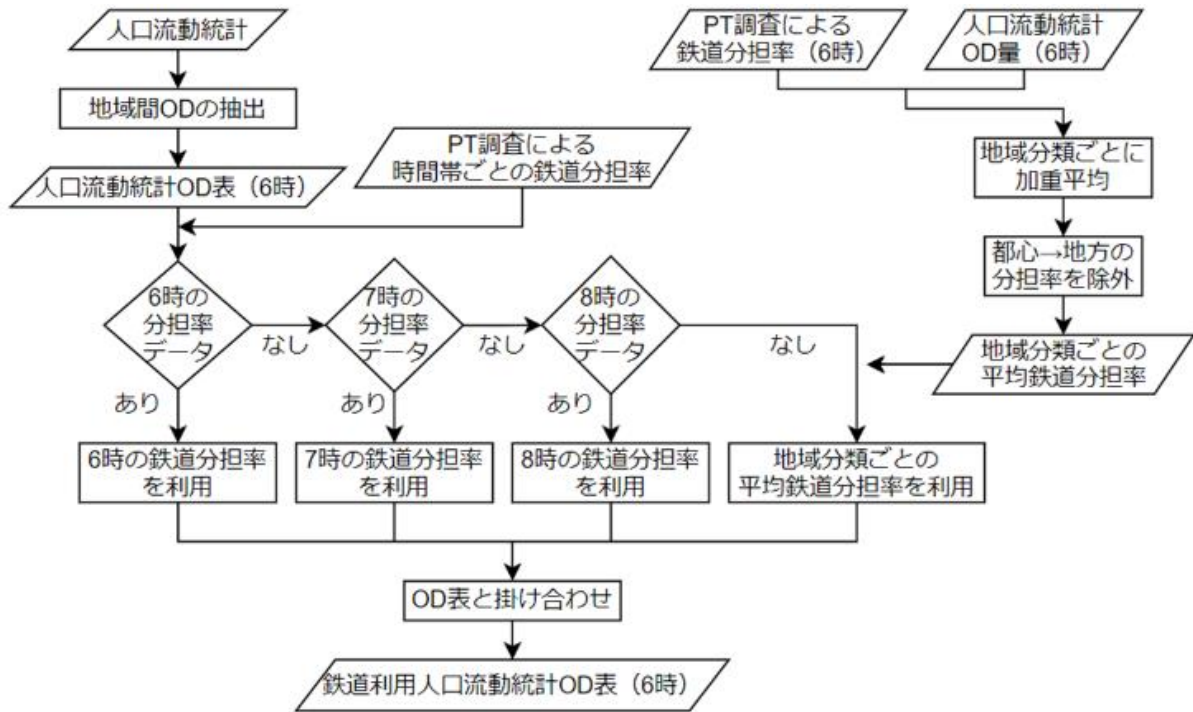 人口流動統計
地域間ODの抽出
人口流動統計OD表（6時）
PT調査による
時間帯ごとの鉄道分担率
PT調査による
鉄道分担率（6時）
人口流動統計
OD量（6時）
地域分類ごとに
加重平均
都心→地方の
分担率を除外
地域分類ごとの
平均鉄道分担率
6時の
分担率
データ
なし
あり
7時の
分担率
データ
なし
あり
8時の
分担率
データ
なし
あり
6時の鉄道分担率
を利用
7時の鉄道分担率
を利用
8時の鉄道分担率
を利用
地域分類ごとの
平均鉄道分担率を利用
OD表と掛け合わせ
鉄道利用人口流動統計OD表（6時）